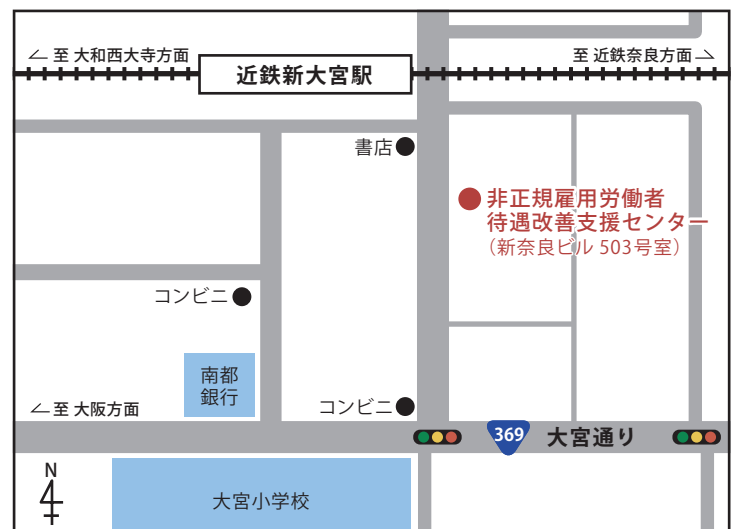 至 大和西大寺方面
近鉄新大宮駅
至 近鉄奈良方面
書店
非正規雇用労働者
待遇改善支援センター
（新奈良ビル 503号室）
コンビニ
南都
銀行
至 大阪方面
コンビニ
369
大宮通り
N
大宮小学校